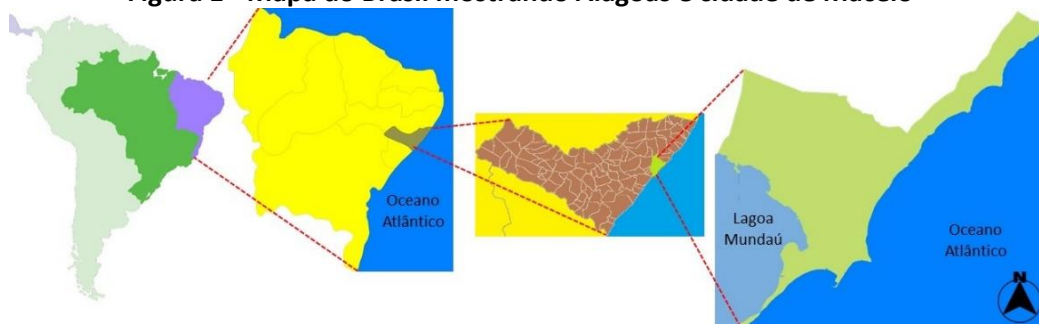 Figura 1 - Mapa do Brasil mostrando Alagoas e cidade de Maceió
Oceano
Atlântico
Lagoa
Mundaú
Oceano
Atlântico
N